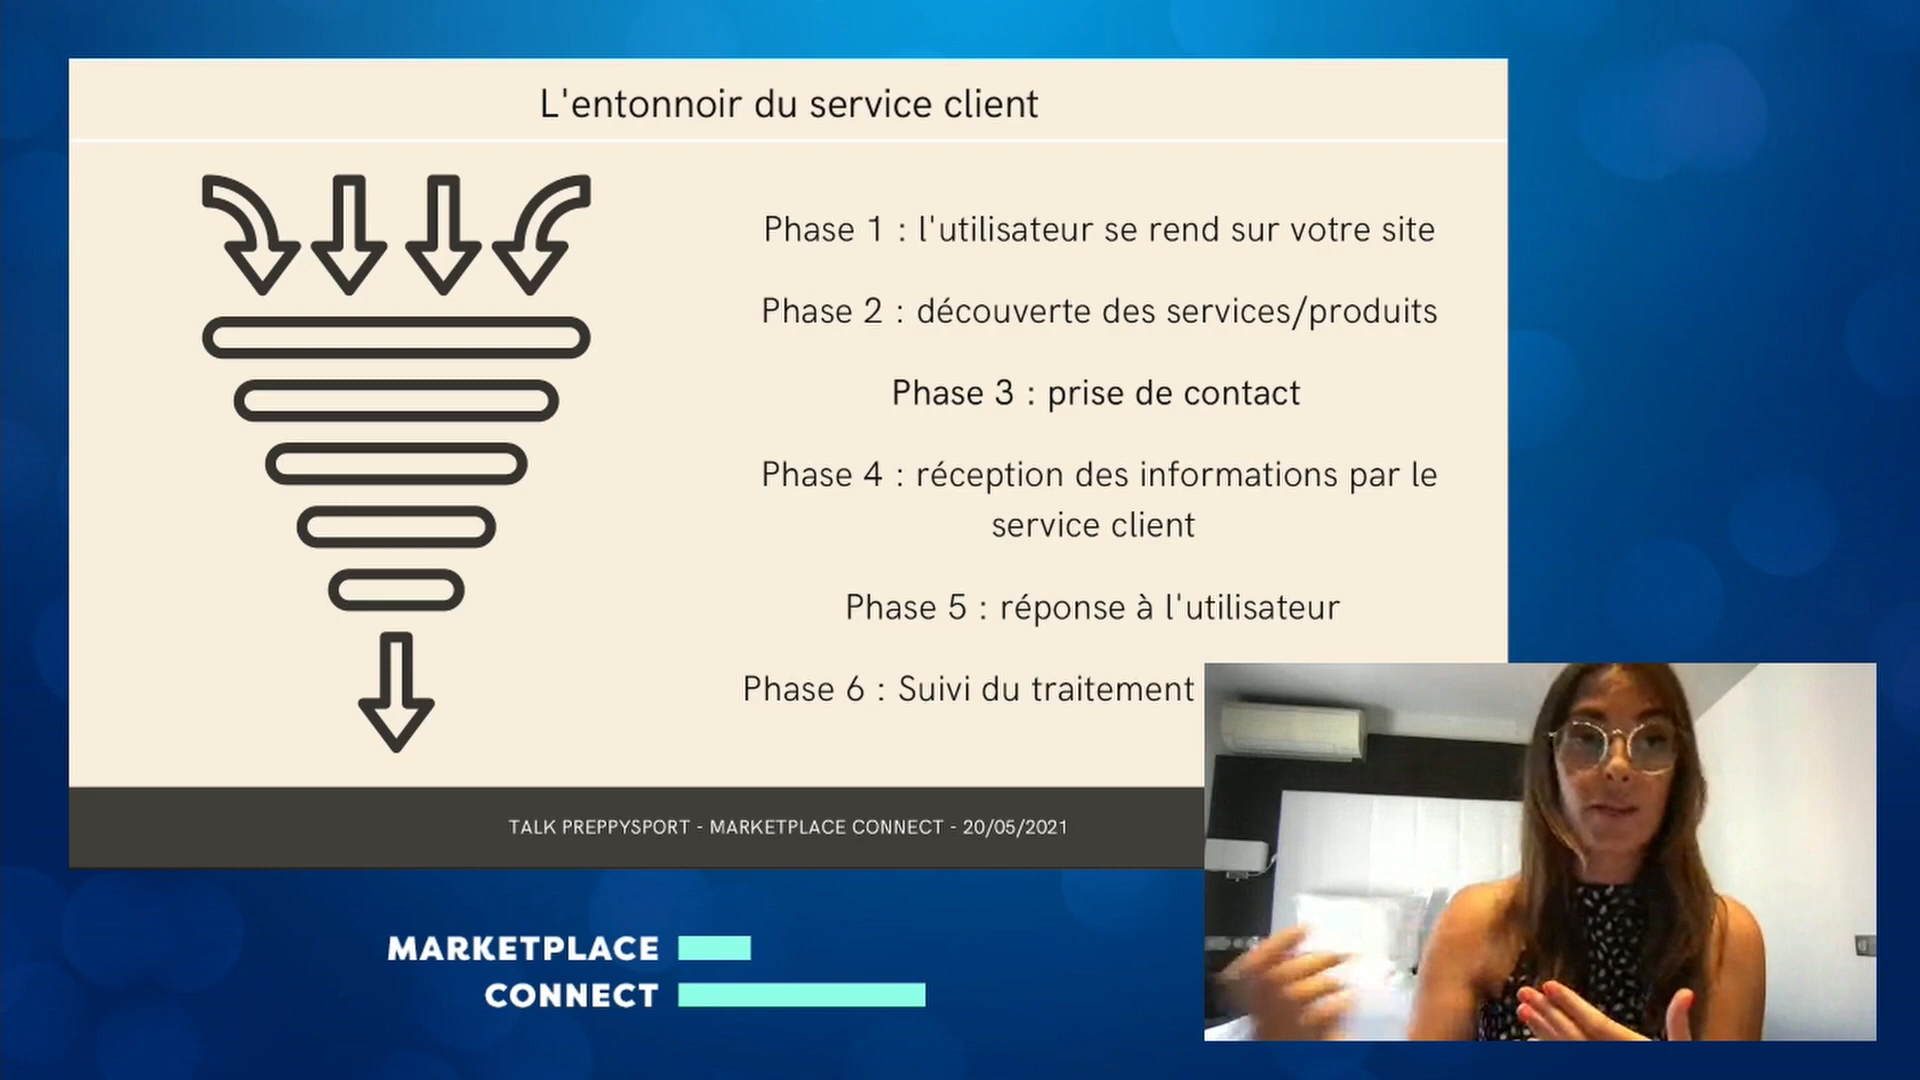 L'entonnoir du service client
Phase 1 : l'utilisateur se rend sur votre site
Phase 2 : découverte des services/produits
Phase 3 : prise de contact
Phase 4 : réception des informations par le
service client
Phase 5 : réponse à l'utilisateur
Phase 6 : Suivi du traitement
TALK PREPPYSPORT - MARKETPLACE CONNECT - 20/05/2021
MARKETPLACE
CONNECT